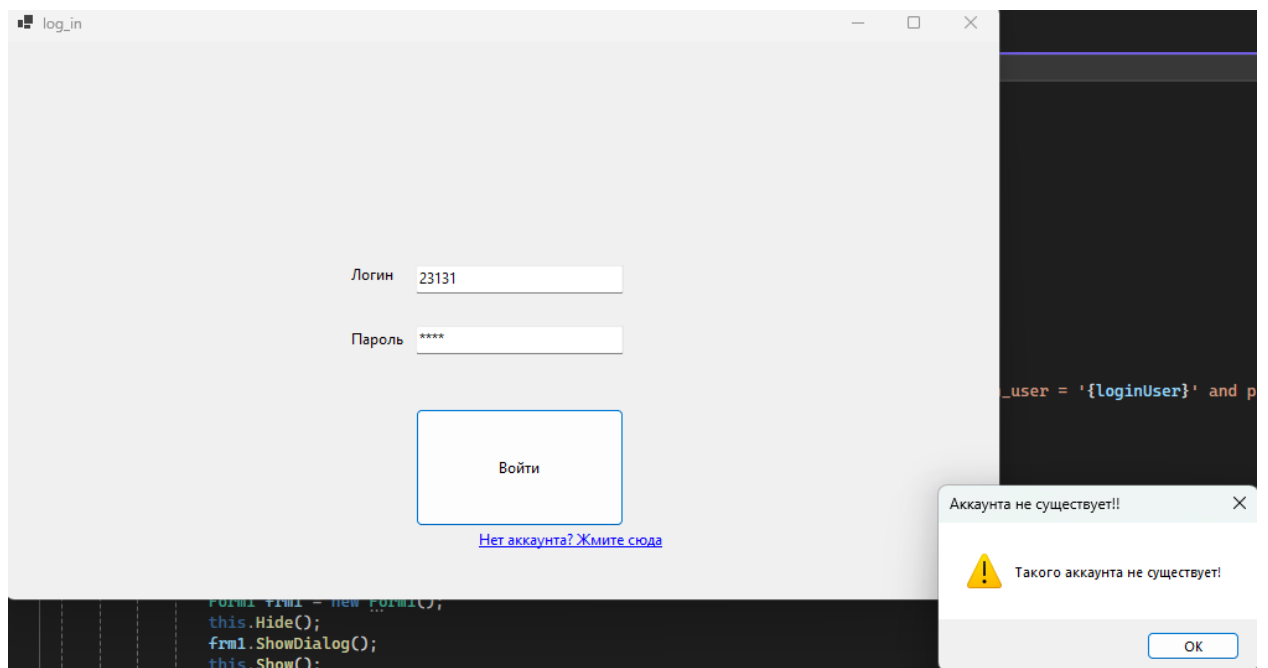 log_in
Логин 23131
Пароль ****
_user = '{loginUser}' and p
Войти
Аккаунта не существует!!
Нет аккаунта? Жмите сюда
Такого аккаунта не существует!
Form1 frm1 = new Form1();
this.Hide();
frm1.ShowDialog();
this.Show();
OK